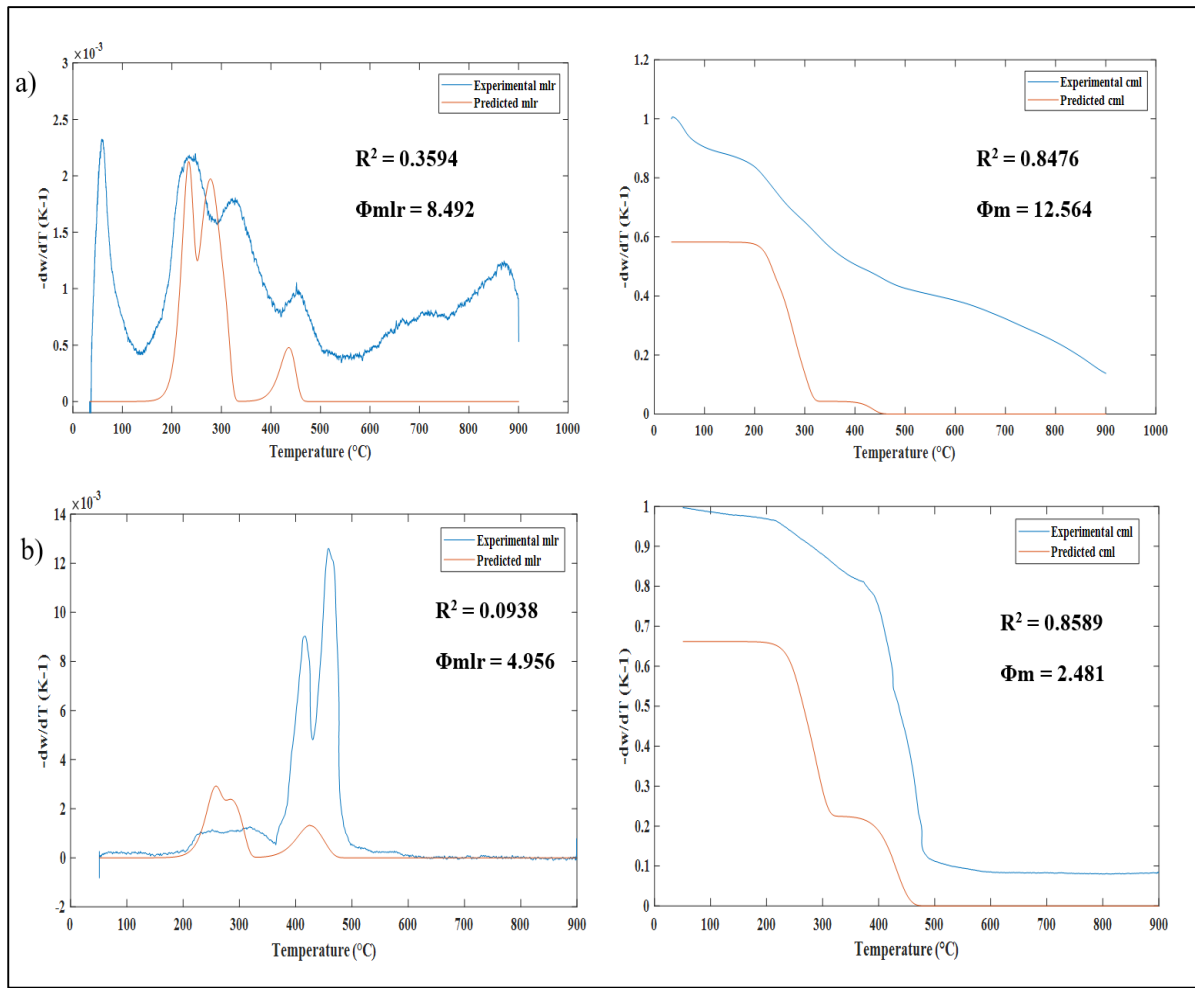 a)
×10⁻³
3
2.5
2
1.5
1
0.5
0
-dw/dT (K-1)
Experimental mlr
Predicted mlr
R² = 0.3594
Φmlr = 8.492
0 100 200 300 400 500 600 700 800 900 1000
Temperature (°C)
1.2
1
0.8
0.6
0.4
0.2
0
-dw/dT (K-1)
Experimental cml
Predicted cml
R² = 0.8476
Φm = 12.564
0 100 200 300 400 500 600 700 800 900 1000
Temperature (°C)
b)
×10⁻³
14
12
10
8
6
4
2
0
-2
-dw/dT (K-1)
Experimental mlr
Predicted mlr
R² = 0.0938
Φmlr = 4.956
0 100 200 300 400 500 600 700 800 900
Temperature (°C)
1
0.9
0.8
0.7
0.6
0.5
0.4
0.3
0.2
0.1
0
-dw/dT (K-1)
Experimental cml
Predicted cml
R² = 0.8589
Φm = 2.481
0 100 200 300 400 500 600 700 800 900
Temperature (°C)